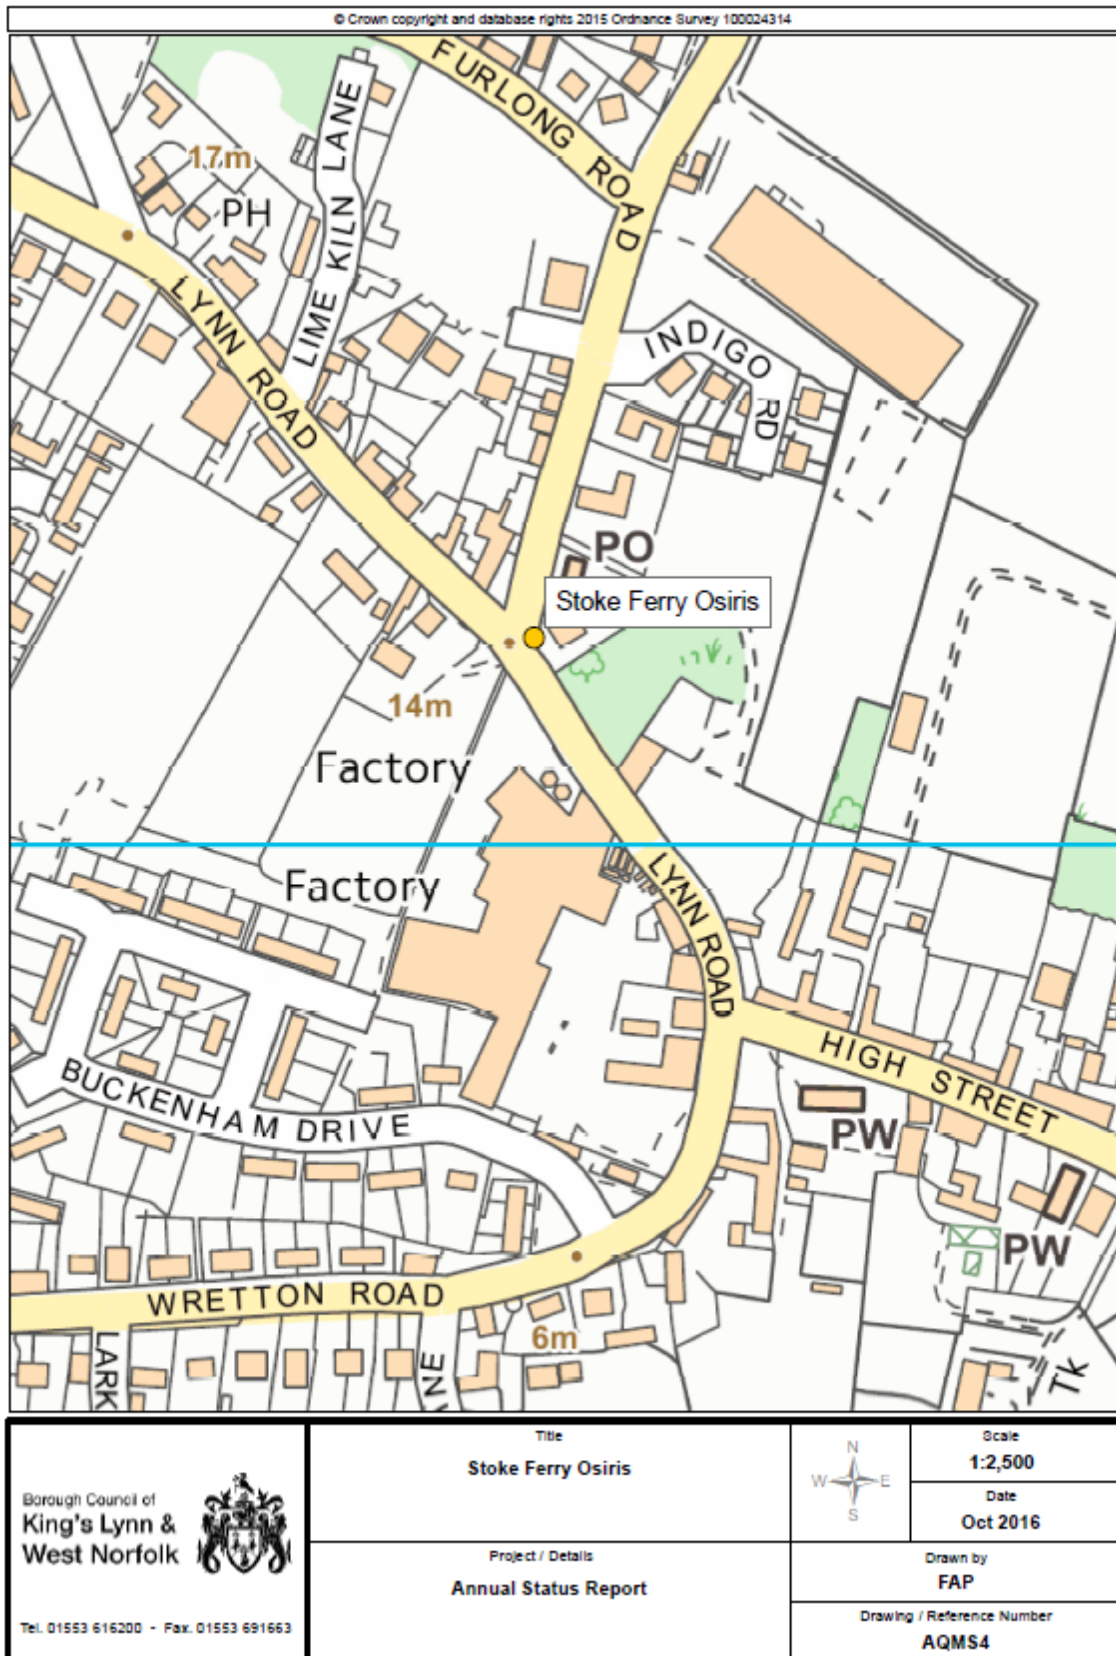 © Crown copyright and database rights 2015 Ordnance Survey 100024314
FURLONG ROAD
LIME KILN LANE
17m
PH
LYNN ROAD
INDIGO RD
PO
Stoke Ferry Osiris
14m
Factory
Factory
LYNN ROAD
HIGH STREET
BUCKENHAM DRIVE
PW
PW
WRETTON ROAD
6m
LARK
NE
Tk
Borough Council of
King's Lynn &
West Norfolk
Tel. 01553 616200 - Fax. 01553 691663
Title
Stoke Ferry Osiris
Project / Details
Annual Status Report
N
W E
S
Scale
1:2,500
Date
Oct 2016
Drawn by
FAP
Drawing / Reference Number
AQMS4